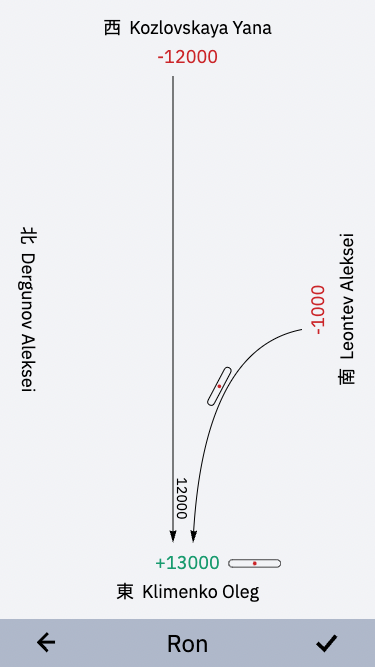 西 Kozlovskaya Yana
-12000
北 Dergunov Aleksei
南 Leontev Aleksei
-1000
12000
+13000
東 Klimenko Oleg
Ron